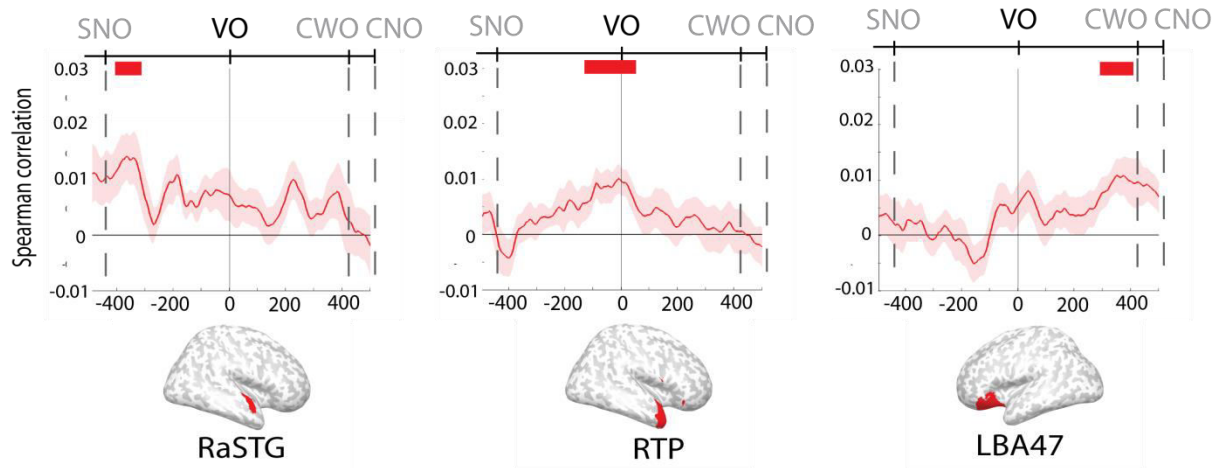 SNO VO CWO CNO SNO VO CWO CNO SNO VO CWO CNO
0.03 0.03 0.03
0.02 0.02 0.02
0.01 0.01 0.01
0 0 0
-0.01 -0.01 -0.01
Spearman correlation
-400 -200 0 200 400 -400 -200 0 200 400 -400 -200 0 200 400
RaSTG RTP LBA47